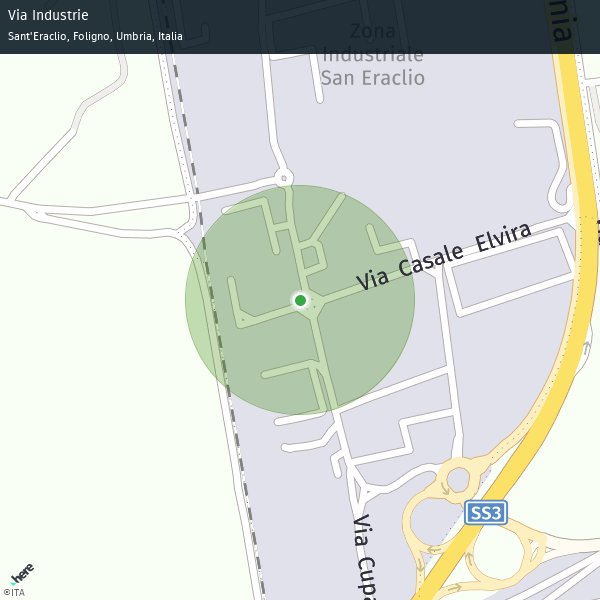 Via Industrie
Sant'Eraclio, Foligno, Umbria, Italia
Zona
Industriale
San Eraclio
Via Casale Elvira
SS3
Via Cupa
here
©ITA